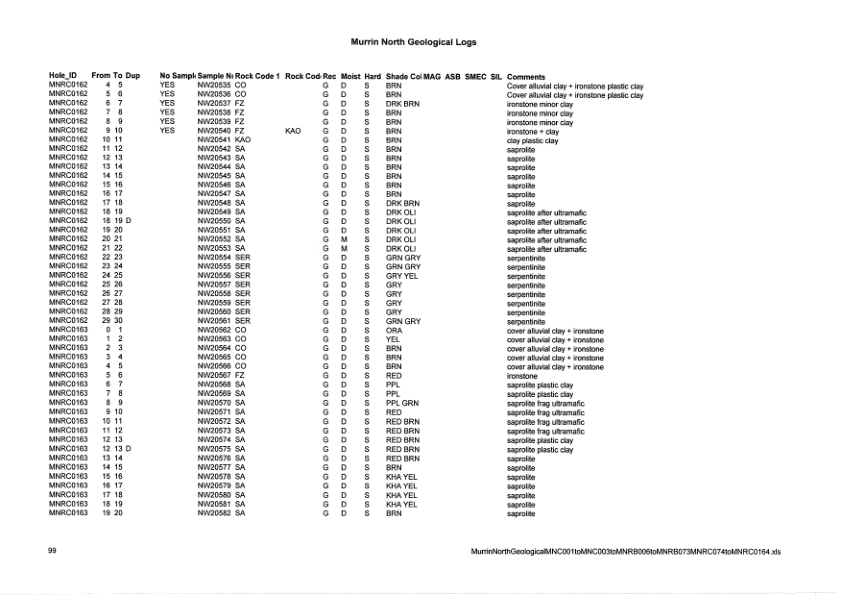 Murrin North Geological Logs
Hole_ID From To Dup No Sampl Sample Ni Rock Code 1 Rock Cod Rec Moist Hard Shade Col MAG ASB SMEC SIL Comments
MNRC0162 4 5 YES NW20535 CO G D S BRN Cover alluvial clay + ironstone plastic clay
MNRC0162 5 6 YES NW20536 CO G D S BRN Cover alluvial clay + ironstone plastic clay
MNRC0162 6 7 YES NW20537 FZ G D S DRK BRN ironstone minor clay
MNRC0162 7 8 YES NW20538 FZ G D S BRN ironstone minor clay
MNRC0162 8 9 YES NW20539 FZ G D S BRN ironstone minor clay
MNRC0162 9 10 YES NW20540 FZ KAO G D S BRN ironstone + clay
MNRC0162 10 11 NW20541 KAO G D S BRN clay plastic clay
MNRC0162 11 12 NW20542 SA G D S BRN saprolite
MNRC0162 12 13 NW20543 SA G D S BRN saprolite
MNRC0162 13 14 NW20544 SA G D S BRN saprolite
MNRC0162 14 15 NW20545 SA G D S BRN saprolite
MNRC0162 15 16 NW20546 SA G D S BRN saprolite
MNRC0162 16 17 NW20547 SA G D S BRN saprolite
MNRC0162 17 18 NW20548 SA G D S DRK BRN saprolite
MNRC0162 18 19 NW20549 SA G D S DRK OLI saprolite after ultramafic
MNRC0162 18 19 D NW20550 SA G D S DRK OLI saprolite after ultramafic
MNRC0162 19 20 NW20551 SA G D S DRK OLI saprolite after ultramafic
MNRC0162 20 21 NW20552 SA G M S DRK OLI saprolite after ultramafic
MNRC0162 21 22 NW20553 SA G M S DRK OLI saprolite after ultramafic
MNRC0162 22 23 NW20554 SER G D S GRN GRY serpentinite
MNRC0162 23 24 NW20555 SER G D S GRN GRY serpentinite
MNRC0162 24 25 NW20556 SER G D S GRY YEL serpentinite
MNRC0162 25 26 NW20557 SER G D S GRY serpentinite
MNRC0162 26 27 NW20558 SER G D S GRY serpentinite
MNRC0162 27 28 NW20559 SER G D S GRY serpentinite
MNRC0162 28 29 NW20560 SER G D S GRY serpentinite
MNRC0162 29 30 NW20561 SER G D S GRN GRY serpentinite
MNRC0163 0 1 NW20562 CO G D S ORA cover alluvial clay + ironstone
MNRC0163 1 2 NW20563 CO G D S YEL cover alluvial clay + ironstone
MNRC0163 2 3 NW20564 CO G D S BRN cover alluvial clay + ironstone
MNRC0163 3 4 NW20565 CO G D S BRN cover alluvial clay + ironstone
MNRC0163 4 5 NW20566 CO G D S BRN cover alluvial clay + ironstone
MNRC0163 5 6 NW20567 FZ G D S RED ironstone
MNRC0163 6 7 NW20568 SA G D S PPL saprolite plastic clay
MNRC0163 7 8 NW20569 SA G D S PPL saprolite plastic clay
MNRC0163 8 9 NW20570 SA G D S PPL GRN saprolite frag ultramafic
MNRC0163 9 10 NW20571 SA G D S RED saprolite frag ultramafic
MNRC0163 10 11 NW20572 SA G D S RED BRN saprolite frag ultramafic
MNRC0163 11 12 NW20573 SA G D S RED BRN saprolite frag ultramafic
MNRC0163 12 13 NW20574 SA G D S RED BRN saprolite plastic clay
MNRC0163 12 13 D NW20575 SA G D S RED BRN saprolite plastic clay
MNRC0163 13 14 NW20576 SA G D S RED BRN saprolite
MNRC0163 14 15 NW20577 SA G D S BRN saprolite
MNRC0163 15 16 NW20578 SA G D S KHA YEL saprolite
MNRC0163 16 17 NW20579 SA G D S KHA YEL saprolite
MNRC0163 17 18 NW20580 SA G D S KHA YEL saprolite
MNRC0163 18 19 NW20581 SA G D S KHA YEL saprolite
MNRC0163 19 20 NW20582 SA G D S BRN saprolite
99 MurrinNorthGeologicalMNC001toMNC003toMNRB006toMNRB073MNRC074toMNRC0164.xls